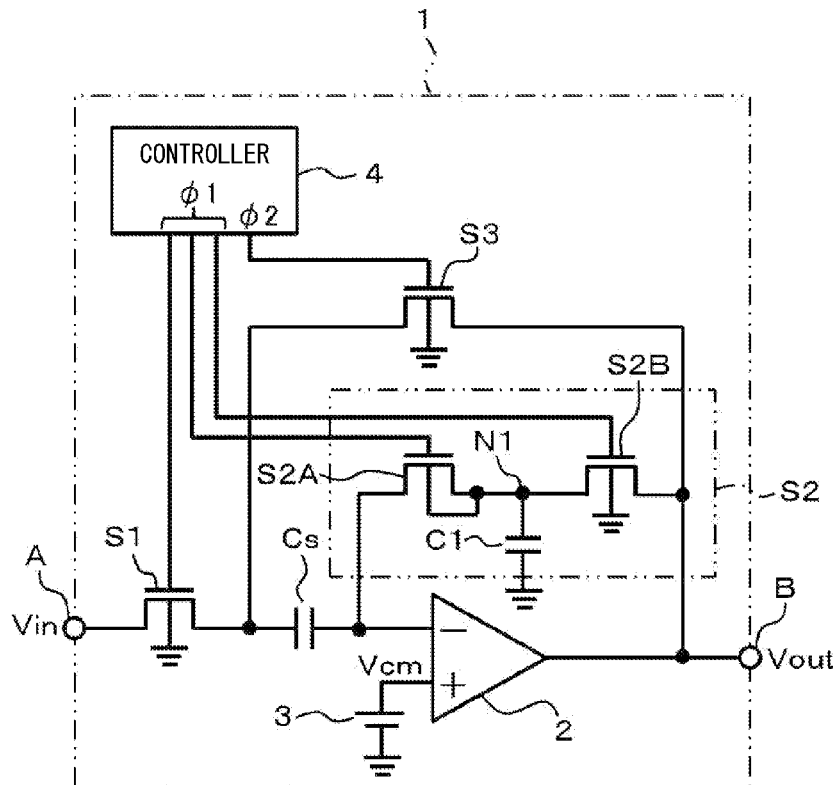 1
CONTROLLER
4
ϕ1
ϕ2
S3
S2B
N1
S2A
S2
S1
Cs
C1
A
Vin
B
Vcm
−
+
Vout
3
2